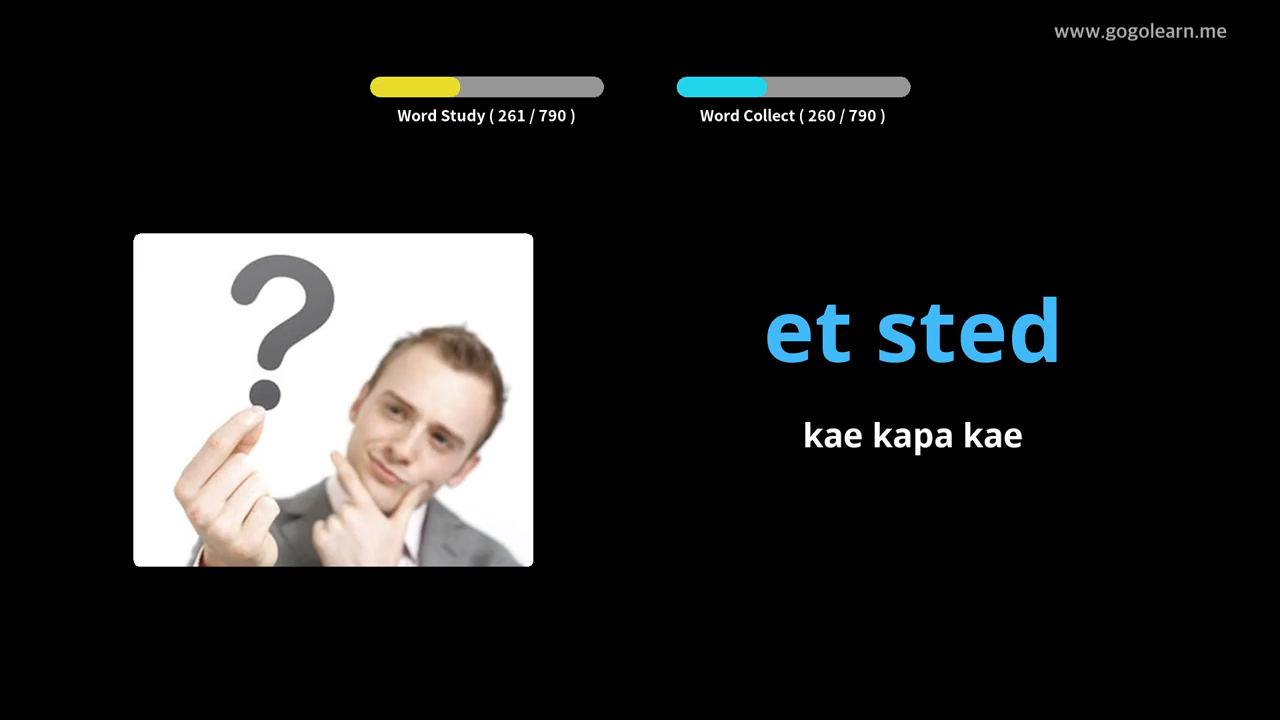 www.gogolearn.me
Word Study ( 261 / 790 )
Word Collect ( 260 / 790 )
et sted
kae kapa kae